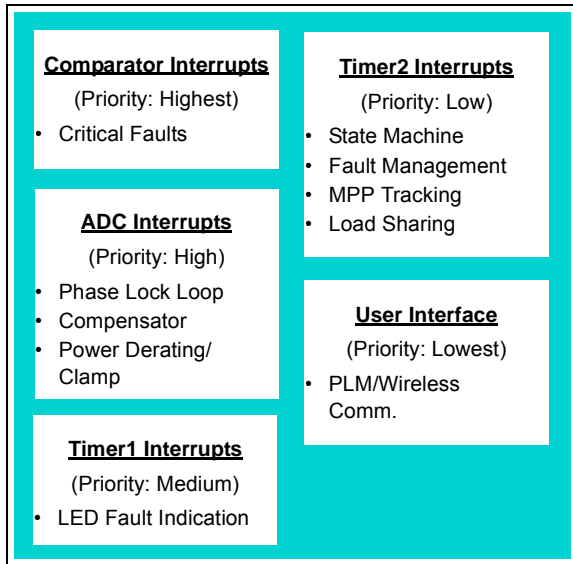 Comparator Interrupts
(Priority: Highest)
• Critical Faults
ADC Interrupts
(Priority: High)
• Phase Lock Loop
• Compensator
• Power Derating/
Clamp
Timer1 Interrupts
(Priority: Medium)
• LED Fault Indication
Timer2 Interrupts
(Priority: Low)
• State Machine
• Fault Management
• MPP Tracking
• Load Sharing
User Interface
(Priority: Lowest)
• PLM/Wireless
Comm.